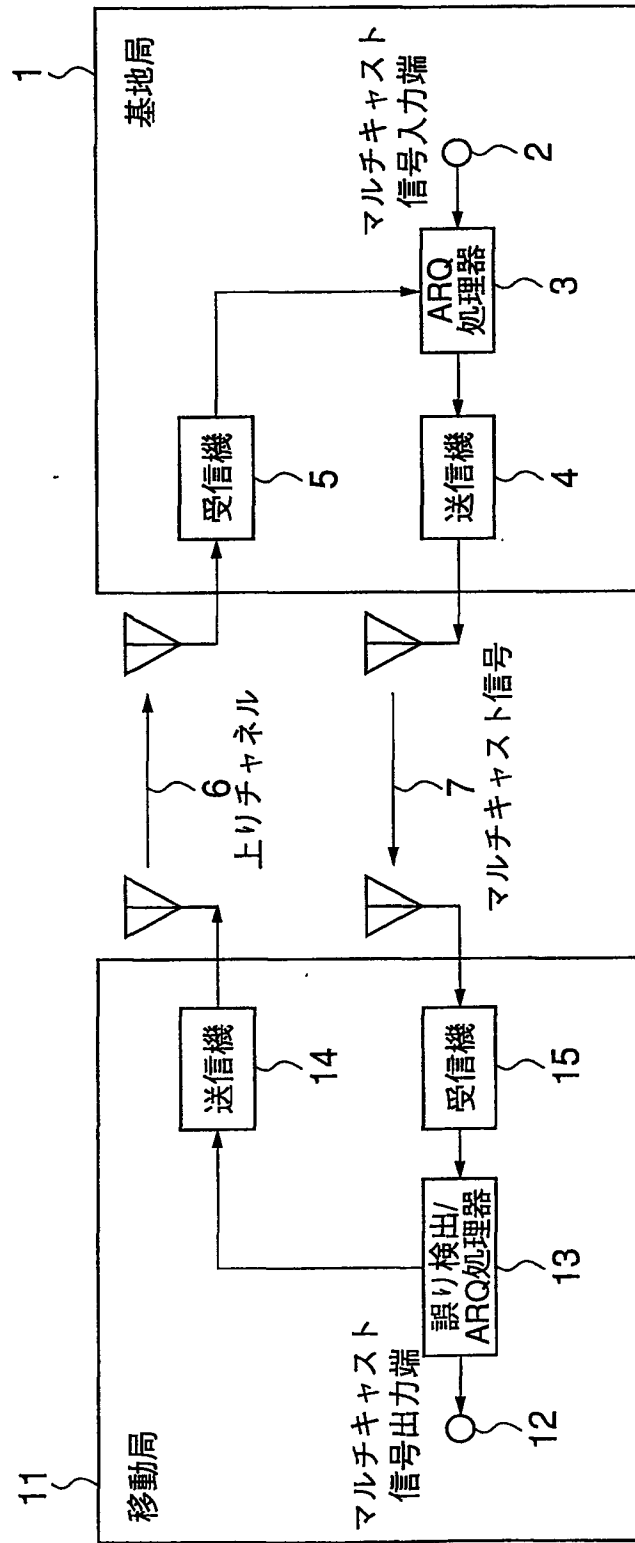 11
移動局
送信機
14
受信機
15
誤り検出/
ARQ処理器
13
マルチキャスト
信号出力端
12
6
上りチャネル
7
マルチキャスト信号
1
基地局
受信機
5
送信機
4
ARQ
処理器
3
マルチキャスト
信号入力端
2